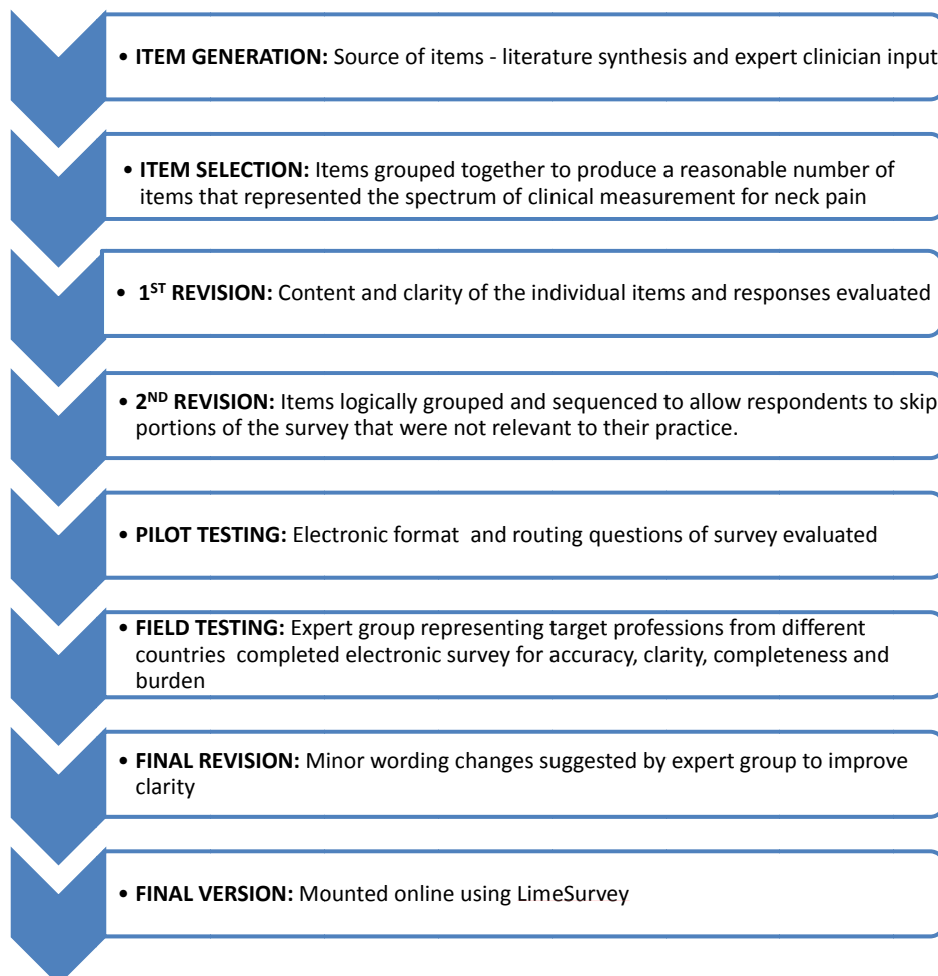 • ITEM GENERATION: Source of items - literature synthesis and expert clinician input
• ITEM SELECTION: Items grouped together to produce a reasonable number of
items that represented the spectrum of clinical measurement for neck pain
• 1ST REVISION: Content and clarity of the individual items and responses evaluated
• 2ND REVISION: Items logically grouped and sequenced to allow respondents to skip
portions of the survey that were not relevant to their practice.
• PILOT TESTING: Electronic format and routing questions of survey evaluated
• FIELD TESTING: Expert group representing target professions from different
countries completed electronic survey for accuracy, clarity, completeness and
burden
• FINAL REVISION: Minor wording changes suggested by expert group to improve
clarity
• FINAL VERSION: Mounted online using LimeSurvey